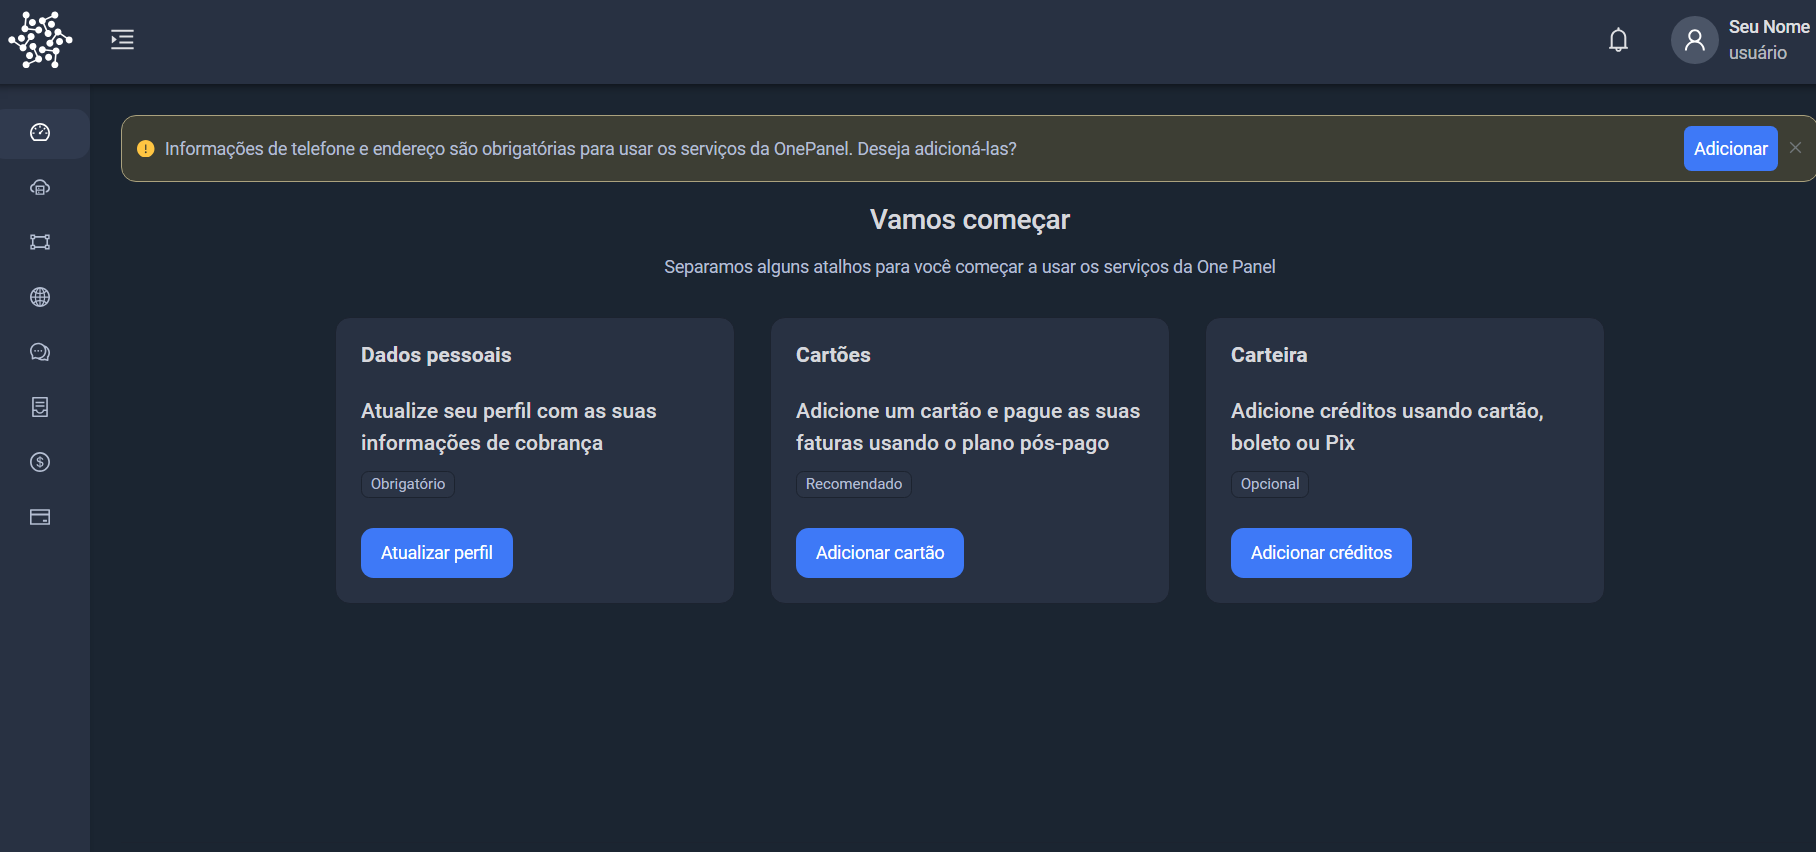 Seu Nome
usuário
Informações de telefone e endereço são obrigatórias para usar os serviços da OnePanel. Deseja adicioná-las?
Adicionar
Vamos começar
Separamos alguns atalhos para você começar a usar os serviços da One Panel
Dados pessoais
Atualize seu perfil com as suas
informações de cobrança
Obrigatório
Atualizar perfil
Cartões
Adicione um cartão e pague as suas
faturas usando o plano pós-pago
Recomendado
Adicionar cartão
Carteira
Adicione créditos usando cartão,
boleto ou Pix
Opcional
Adicionar créditos